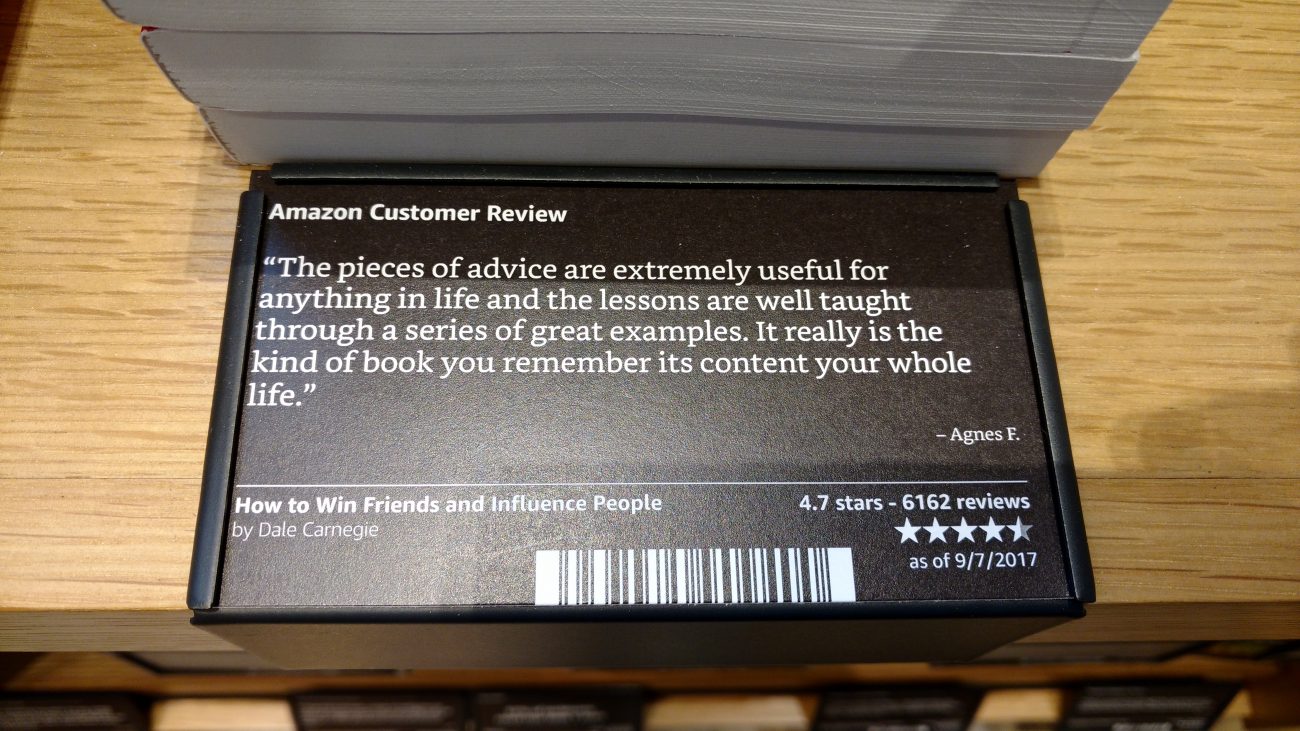 Amazon Customer Review
“The pieces of advice are extremely useful for
anything in life and the lessons are well taught
through a series of great examples. It really is the
kind of book you remember its content your whole
life.”
– Agnes F.
How to Win Friends and Influence People
by Dale Carnegie
4.7 stars - 6162 reviews
as of 9/7/2017